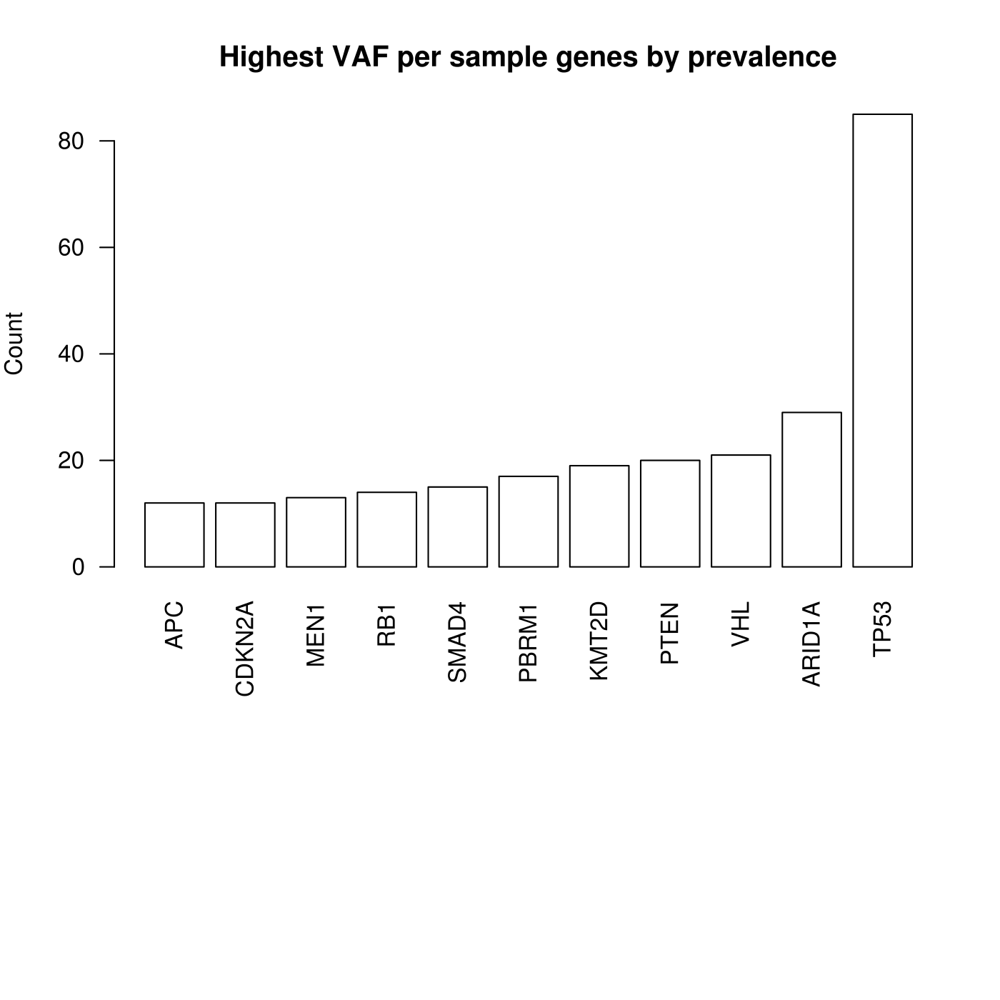 Highest VAF per sample genes by prevalence
Count
80
60
40
20
0
APC
CDKN2A
MEN1
RB1
SMAD4
PBRM1
KMT2D
PTEN
VHL
ARID1A
TP53